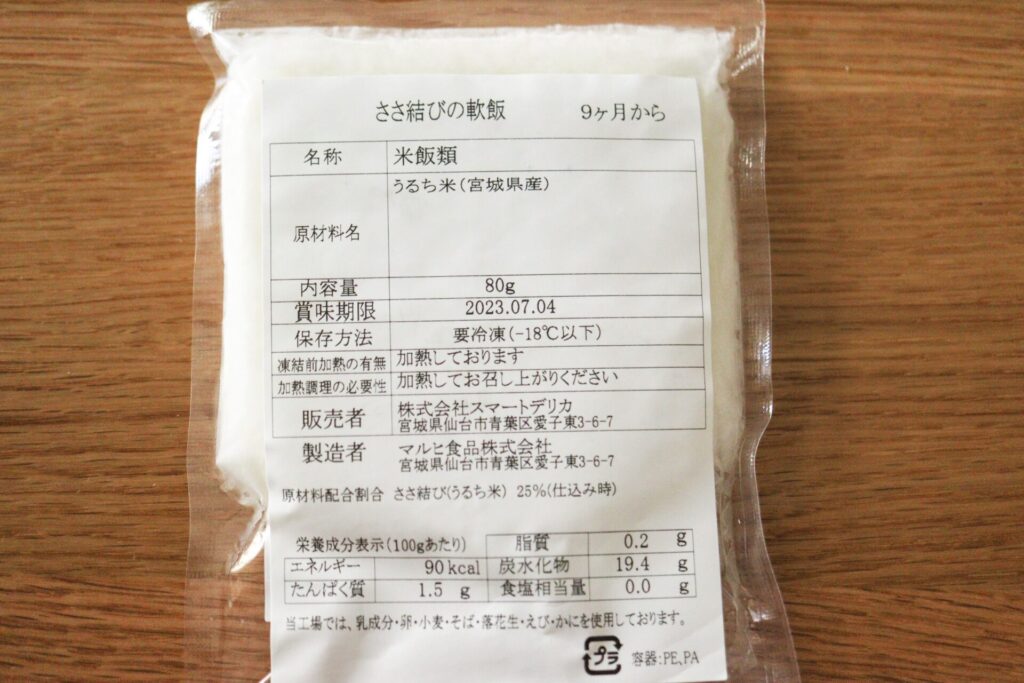 ささ結びの軟飯 9ヶ月から
名称 米飯類
原材料名 うるち米(宮城県産)
内容量 80g
賞味期限 2023.07.04
保存方法 要冷凍(-18℃以下)
凍結前加熱の有無 加熱しております
加熱調理の必要性 加熱してお召し上がりください
販売者 株式会社スマートデリカ
宮城県仙台市青葉区愛子東3-6-7
製造者 マルヒ食品株式会社
宮城県仙台市青葉区愛子東3-6-7
原材料配合割合 ささ結び(うるち米) 25%(仕込み時)
栄養成分表示(100gあたり) 脂質 0.2 g
エネルギー 90kcal 炭水化物 19.4 g
たんぱく質 1.5 g 食塩相当量 0.0 g
当工場では、乳成分・卵・小麦・そば・落花生・えび・かにを使用しております。
プラ 容器:PE、PA